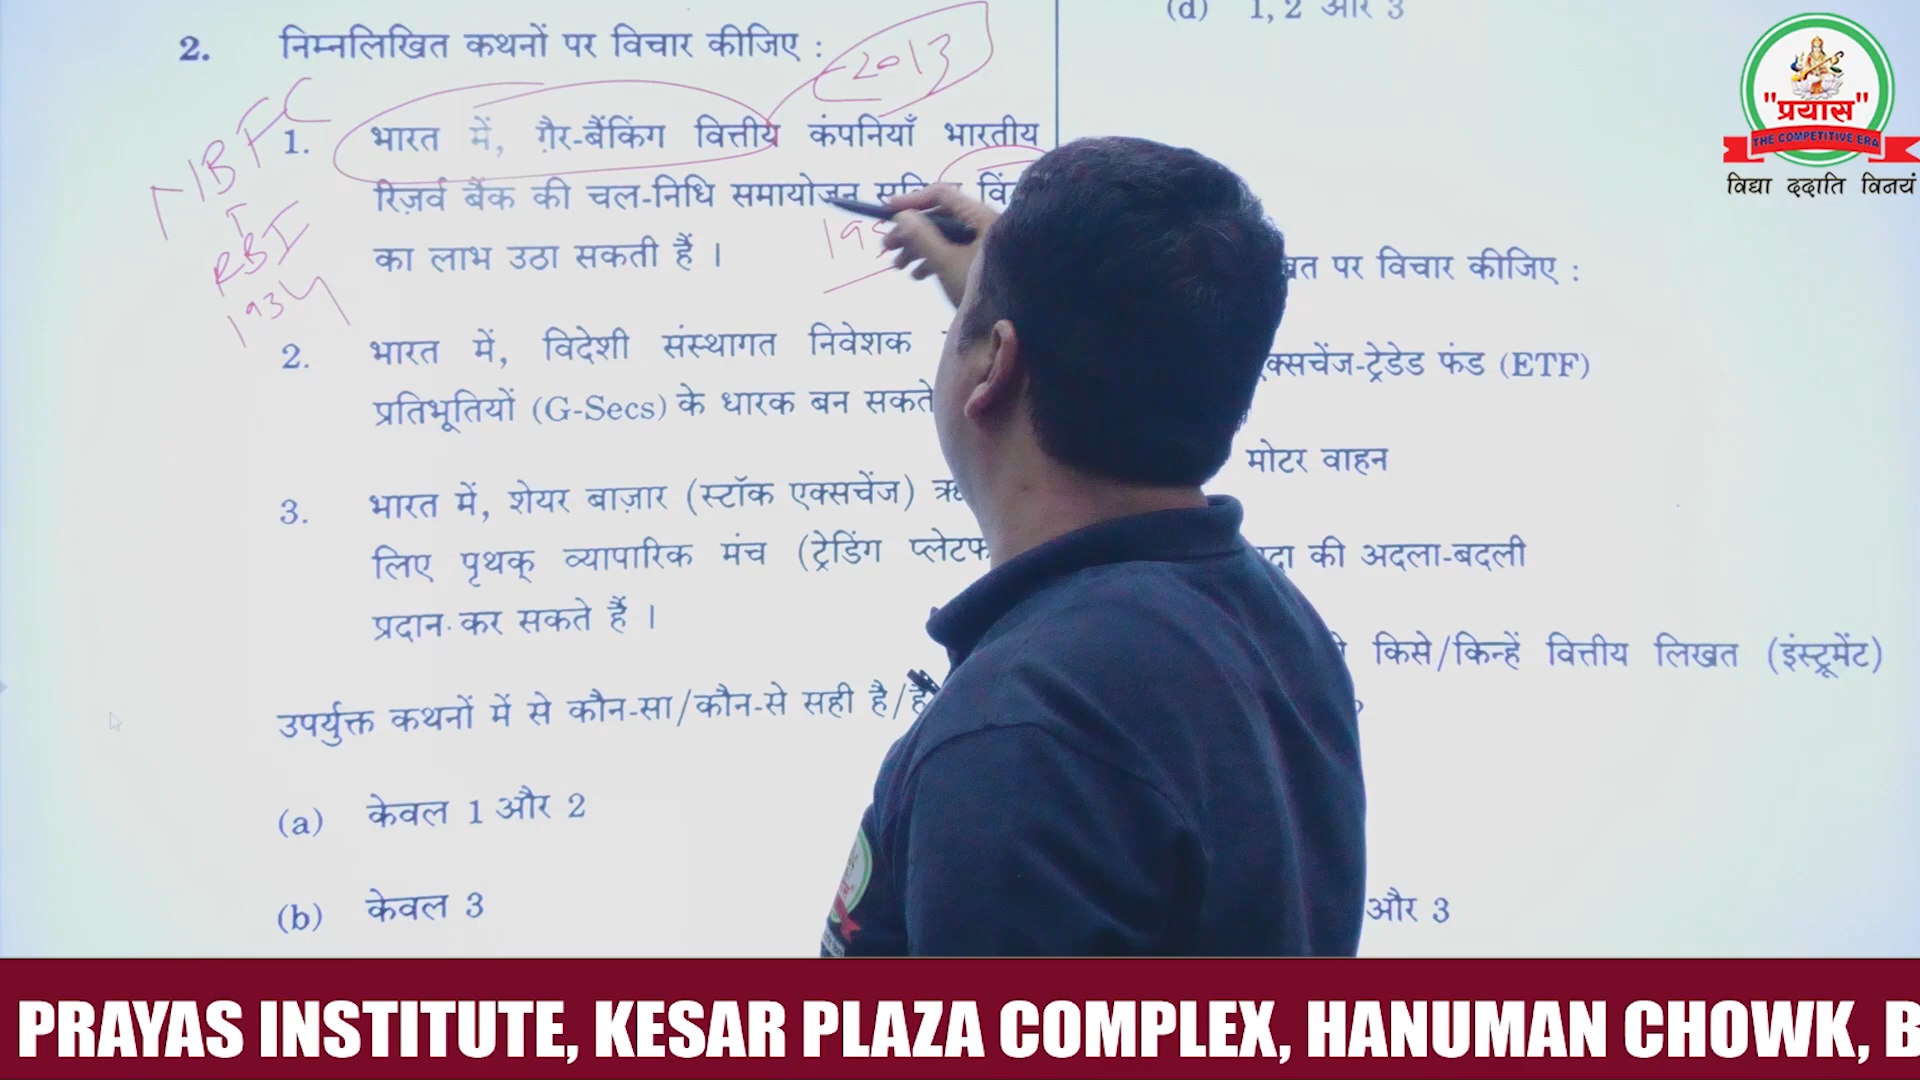 (d) 1, 2 और 3
2. निम्नलिखित कथनों पर विचार कीजिए :
2013
NBFC
1. भारत में, ग़ैर-बैंकिंग वित्तीय कंपनियाँ भारतीय
रिज़र्व बैंक की चल-निधि समायोजन
का लाभ उठा सकती हैं ।
RBI
1934
2. भारत में, विदेशी संस्थागत निवेशक
प्रतिभूतियों (G-Secs) के धारक बन सकते
3. भारत में, शेयर बाज़ार (स्टॉक एक्सचेंज)
लिए पृथक् व्यापारिक मंच (ट्रेडिंग
प्रदान कर सकते हैं ।
उपर्युक्त कथनों में से कौन-सा/कौन-से सही है/हैं
(a) केवल 1 और 2
(b) केवल 3
पर विचार कीजिए :
एक्सचेंज-ट्रेडेड फंड (ETF)
मोटर वाहन
की अदला-बदली
किसे/किन्हें वित्तीय लिखत (इंस्ट्रूमेंट)
और 3
"प्रयास"
THE COMPETITIVE ERA
विद्या ददाति विनयं
PRAYAS INSTITUTE, KESAR PLAZA COMPLEX, HANUMAN CHOWK, B